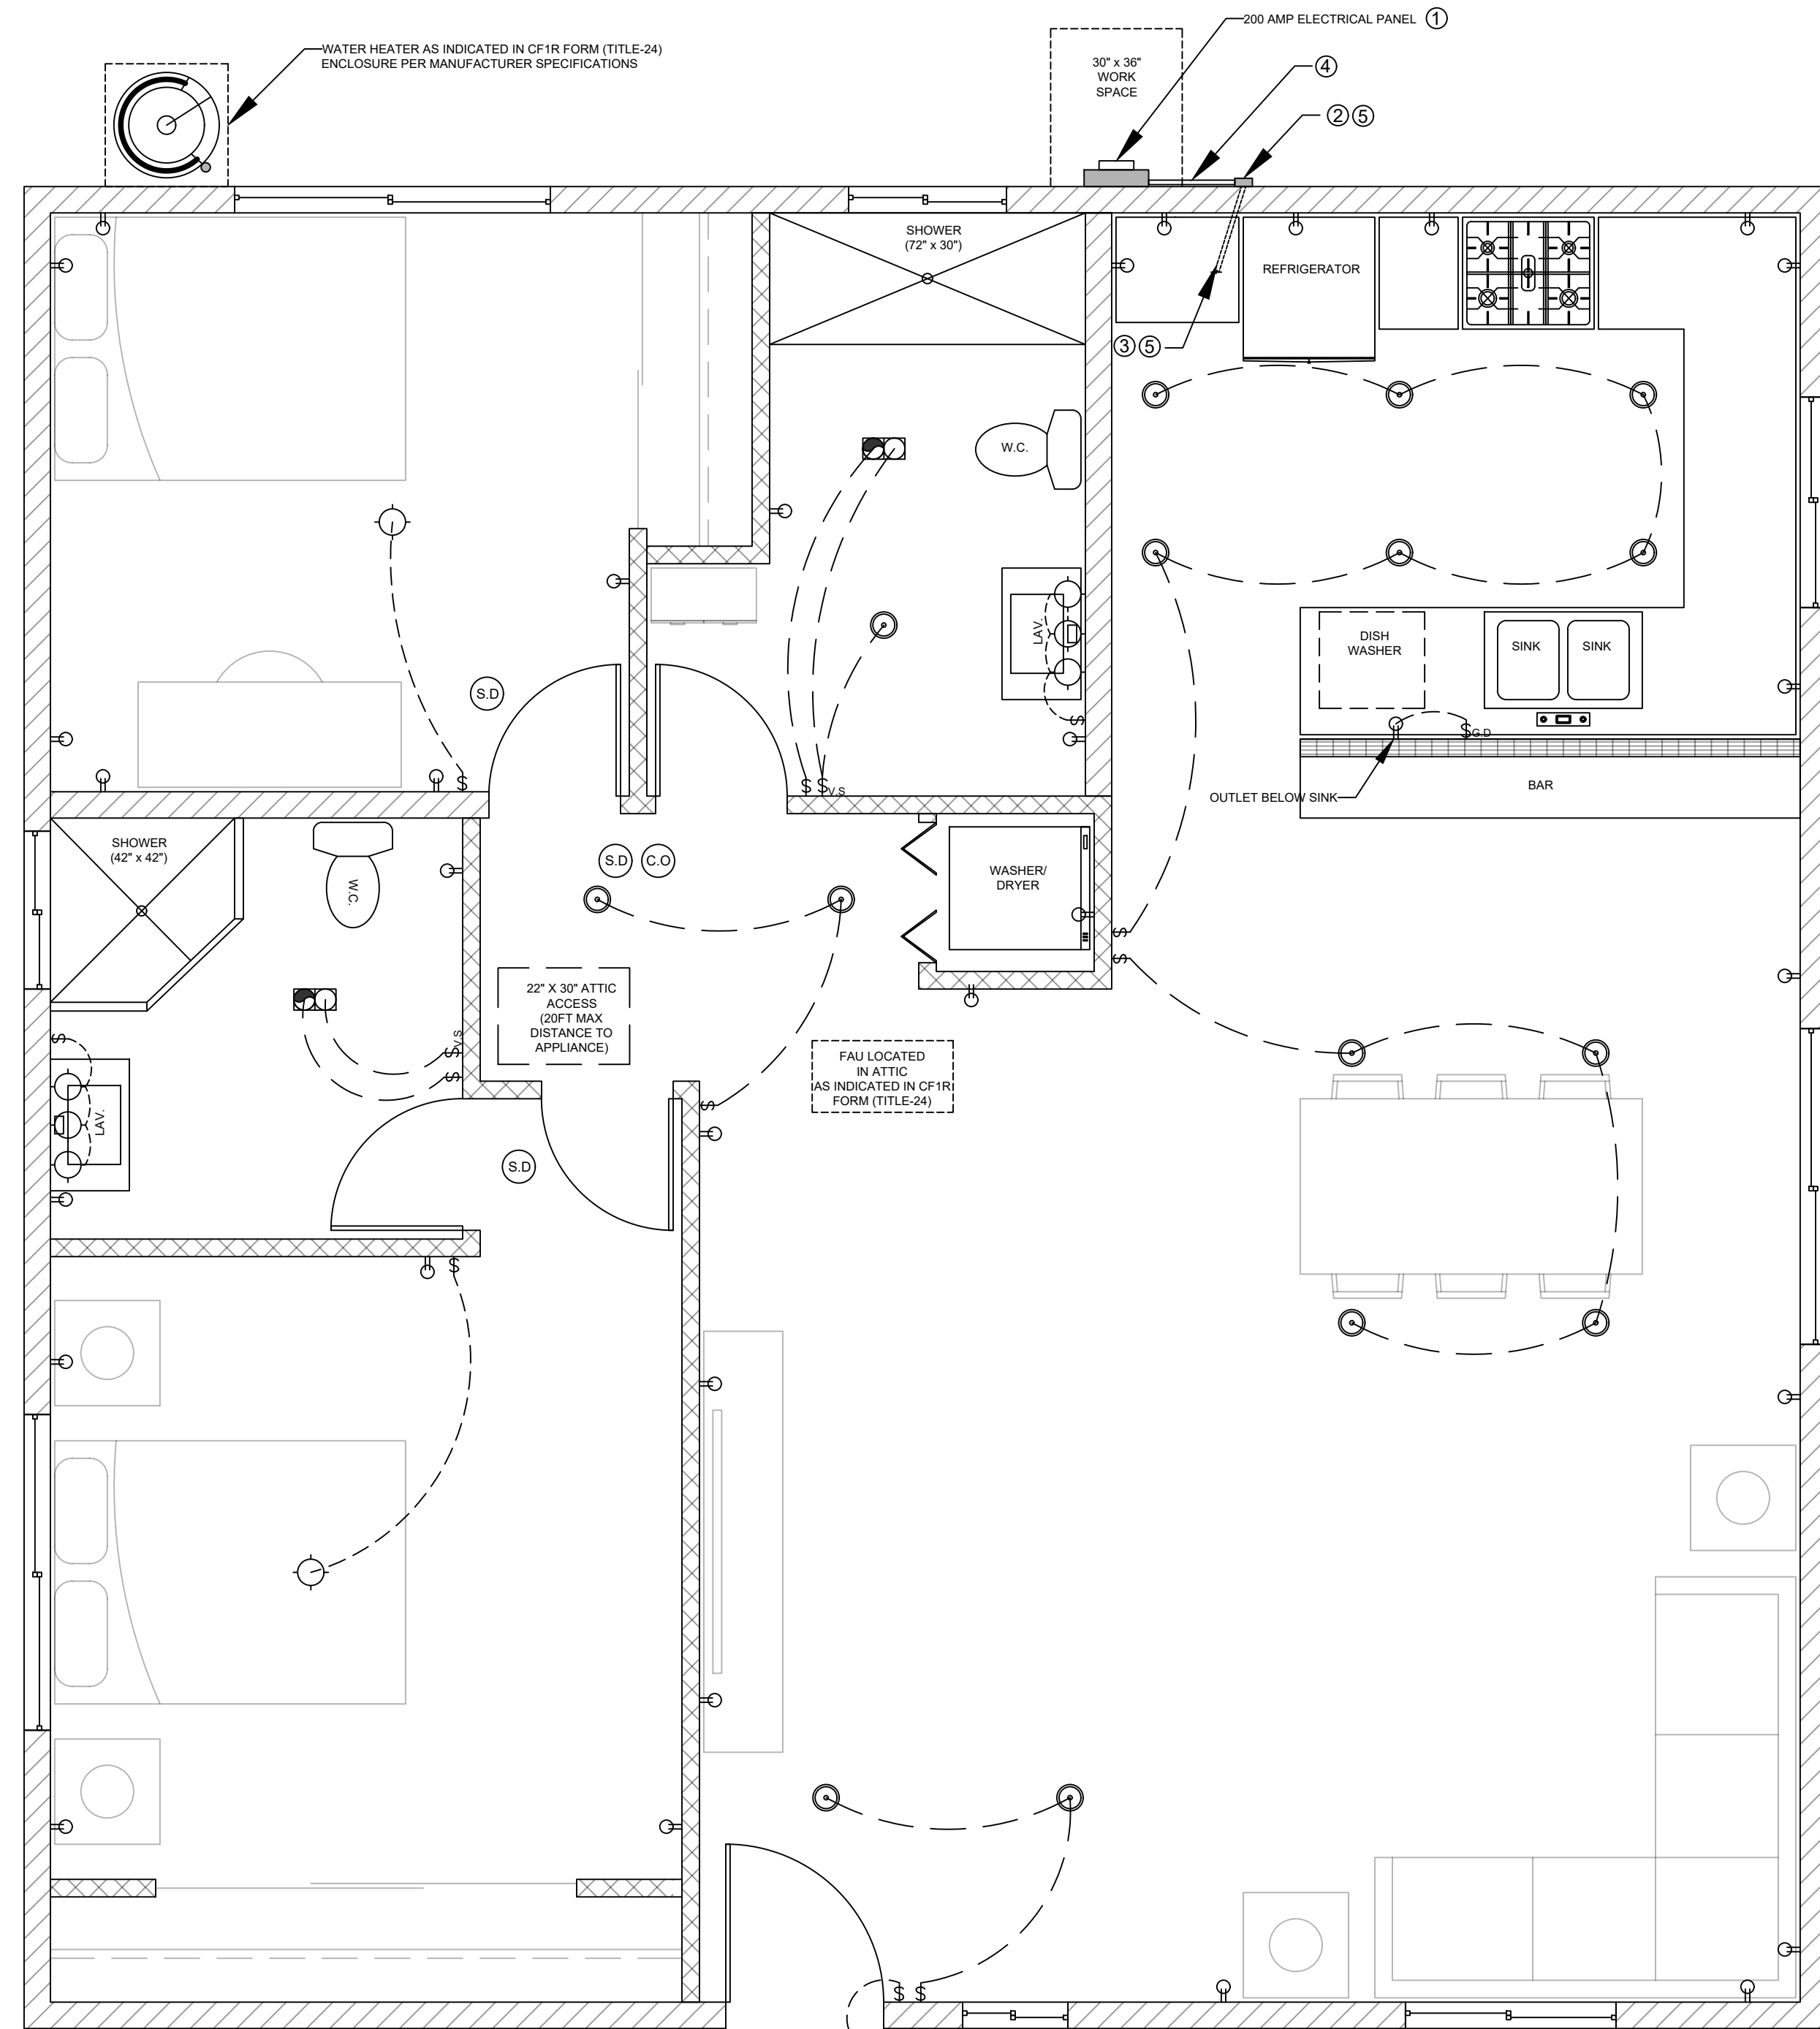 200 AMP ELECTRICAL PANEL ①
WATER HEATER AS INDICATED IN CF1R FORM (TITLE-24)
ENCLOSURE PER MANUFACTURER SPECIFICATIONS
30" x 36"
WORK
SPACE
④
② ⑤
SHOWER
(72" x 30")
REFRIGERATOR
③ ⑤
W.C.
LAV.
DISH
WASHER
SINK
SINK
S.D
$
$
$G.D
$
$
$V.S
OUTLET BELOW SINK
BAR
SHOWER
(42" x 42")
W.C.
S.D
C.O
WASHER/
DRYER
$
$
22" X 30" ATTIC
ACCESS
(20FT MAX
DISTANCE TO
APPLIANCE)
$
$V.S
$
FAU LOCATED
IN ATTIC
AS INDICATED IN CF1R
FORM (TITLE-24)
LAV.
$
S.D
$
$
$